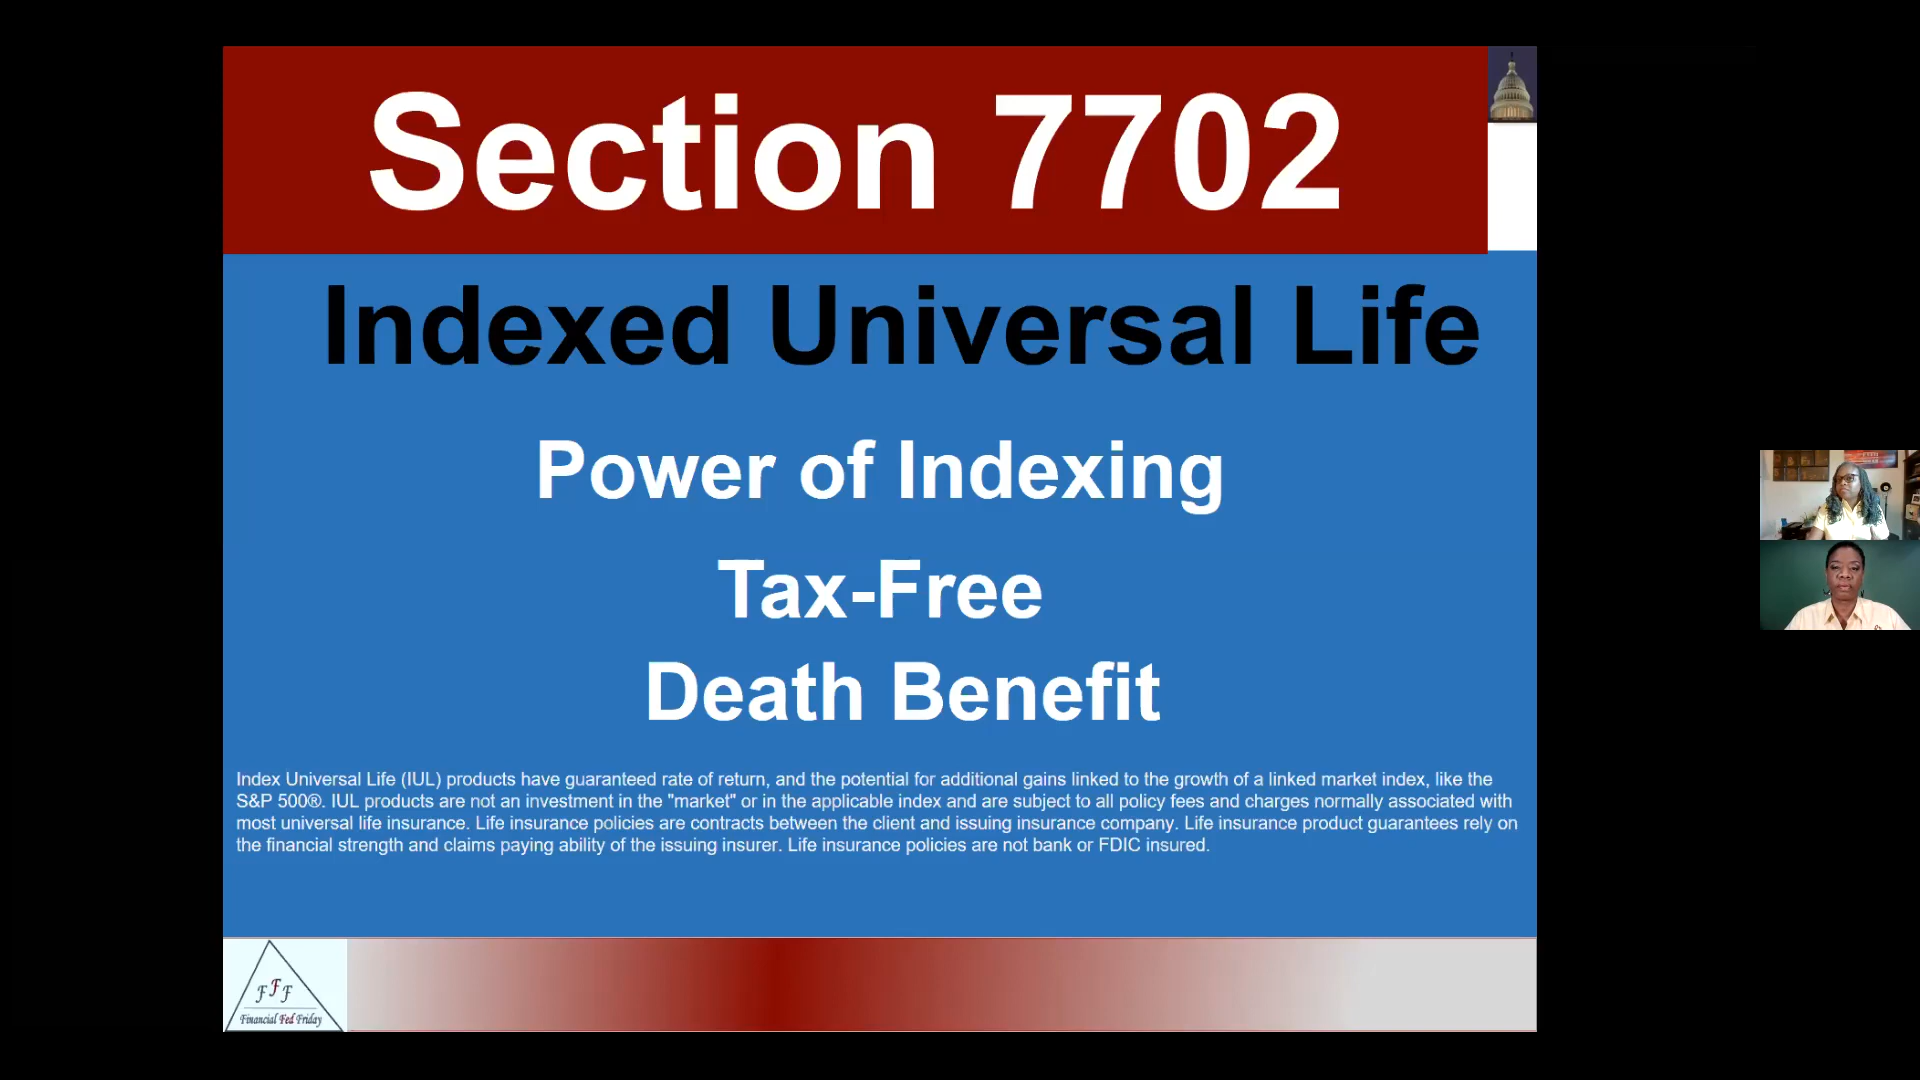 Section 7702
Indexed Universal Life
Power of Indexing
Tax-Free
Death Benefit
Index Universal Life (IUL) products have guaranteed rate of return, and the potential for additional gains linked to the growth of a linked market index, like the
S&P 500®. IUL products are not an investment in the "market" or in the applicable index and are subject to all policy fees and charges normally associated with
most universal life insurance. Life insurance policies are contracts between the client and issuing insurance company. Life insurance product guarantees rely on
the financial strength and claims paying ability of the issuing insurer. Life insurance policies are not bank or FDIC insured.
FFF
Financial Fed Friday